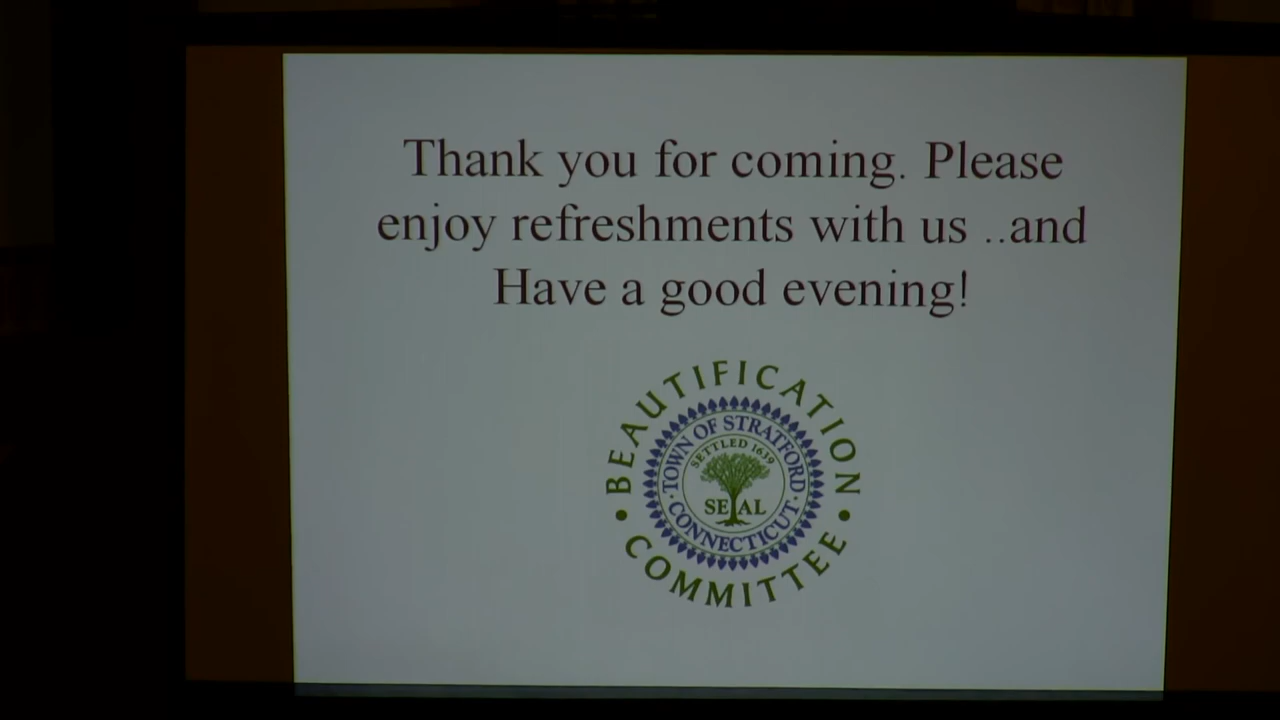 Thank you for coming. Please
enjoy refreshments with us ..and
Have a good evening!
BEAUTIFICATION
TOWN OF STRATFORD
SETTLED 1639
SEAL
CONNECTICUT
COMMITTEE